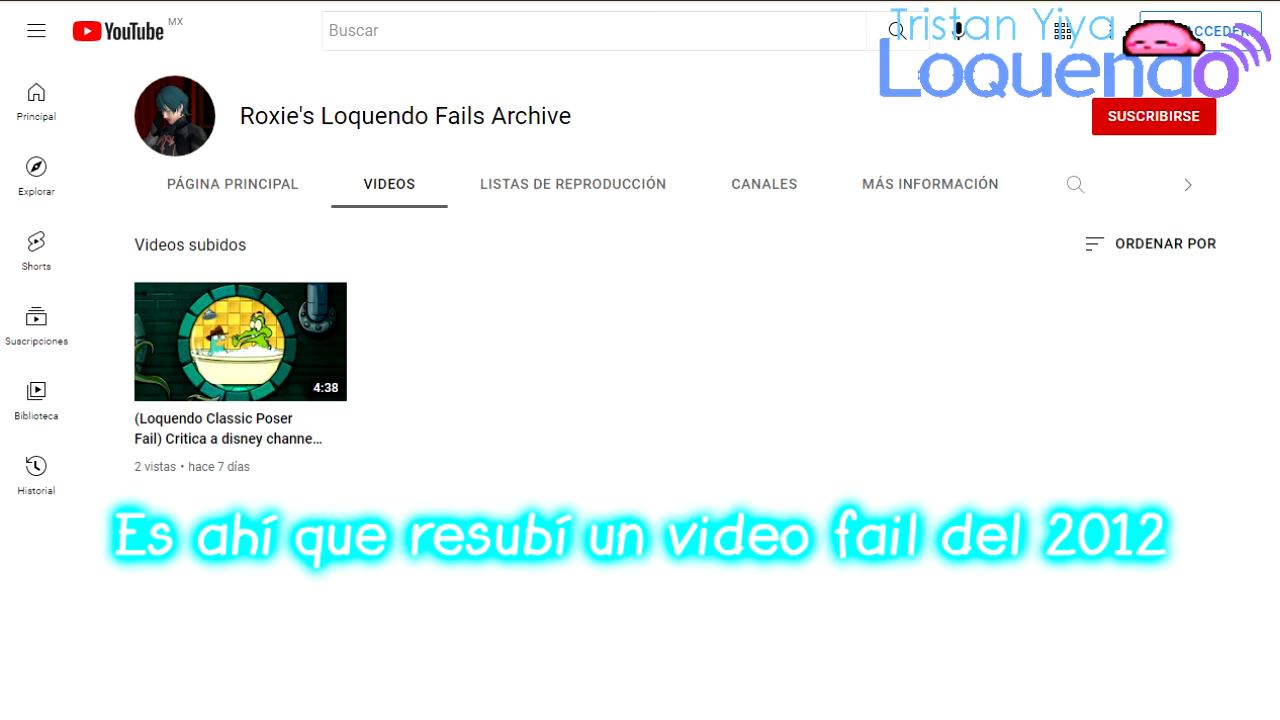 YouTube MX
Buscar
Tristan Yiya
Loquendo
Principal
Explorar
Shorts
Suscripciones
Biblioteca
Historial
Roxie's Loquendo Fails Archive
SUSCRIBIRSE
PÁGINA PRINCIPAL VIDEOS LISTAS DE REPRODUCCIÓN CANALES MÁS INFORMACIÓN
Videos subidos
ORDENAR POR
4:38
(Loquendo Classic Poser
Fail) Critica a disney channe...
2 vistas • hace 7 días
Es ahí que resubí un video fail del 2012